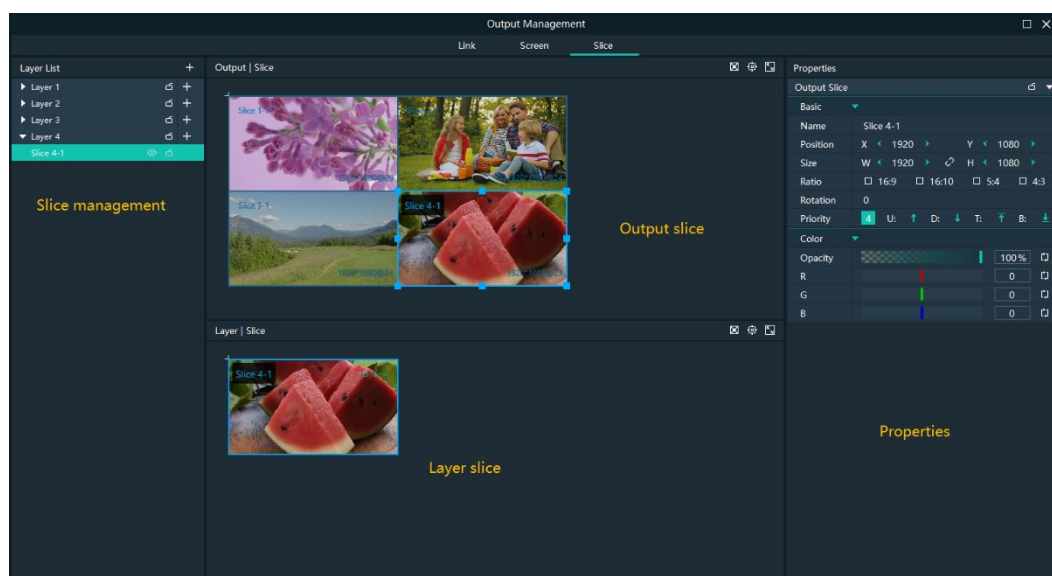 Output Management
Link Screen Slice
Layer List
Layer 1
Layer 2
Layer 3
Layer 4
Slice 4-1
Slice management
Output | Slice
Slice 1-1
Slice 3-1
Slice 4-1
Output slice
Layer | Slice
Slice 4-1
Layer slice
Properties
Output Slice
Basic
Name Slice 4-1
Position X 1920 Y 1080
Size W 1920 H 1080
Ratio 16:9 16:10 5:4 4:3
Rotation 0
Priority 4 U: D: T: B:
Color
Opacity 100%
R 0
G 0
B 0
Properties